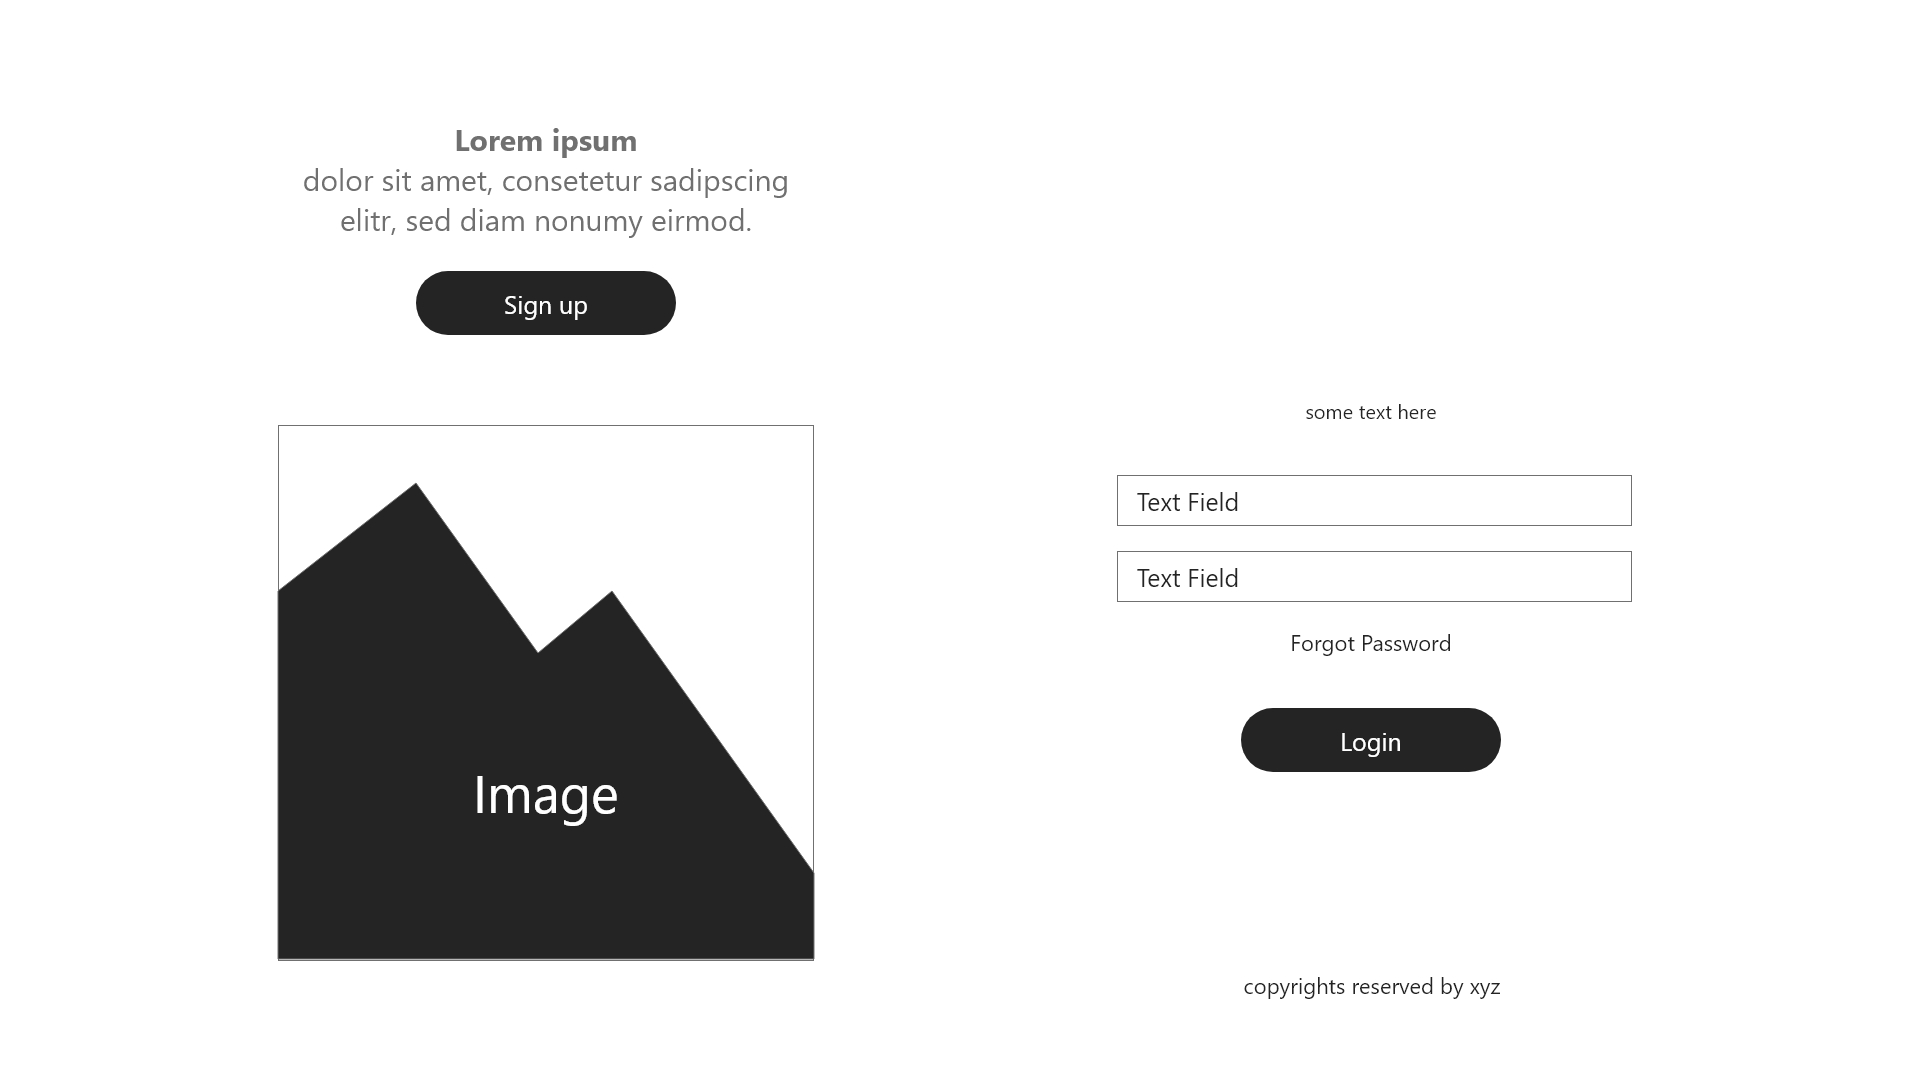 Lorem ipsum
dolor sit amet, consetetur sadipscing
elitr, sed diam nonumy eirmod.
Sign up
Image
some text here
Text Field
Text Field
Forgot Password
Login
copyrights reserved by xyz